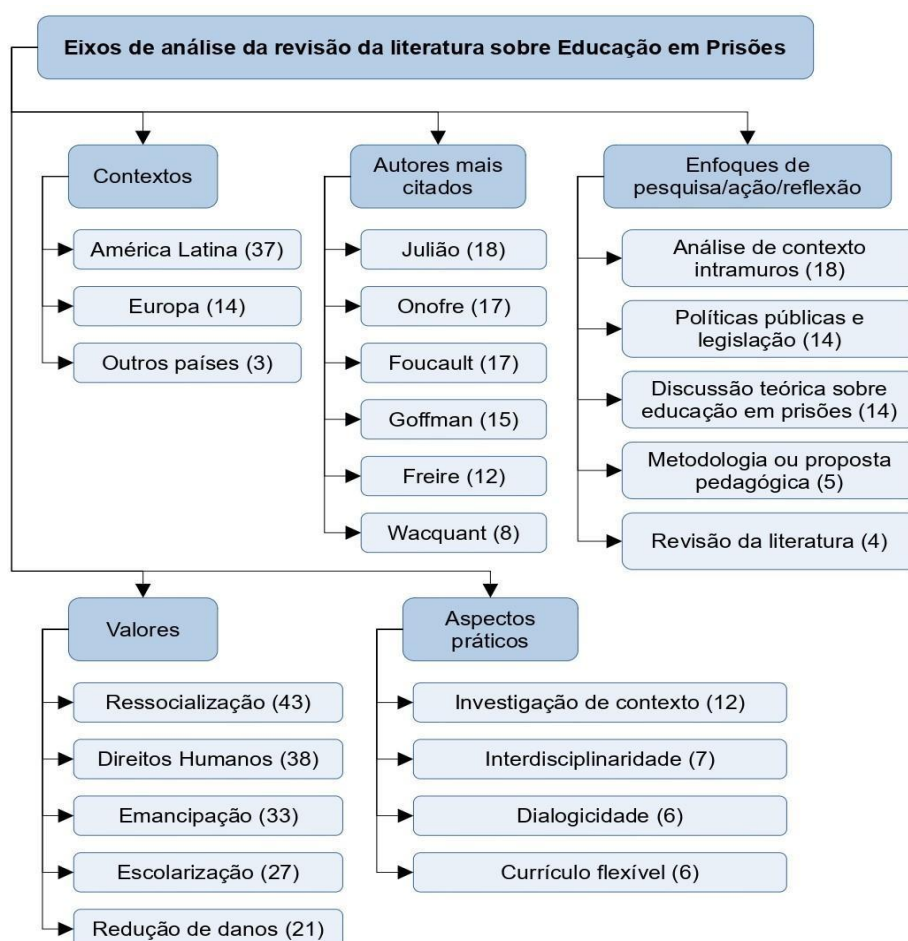 Eixos de análise da revisão da literatura sobre Educação em Prisões
Contextos
América Latina (37)
Europa (14)
Outros países (3)
Autores mais
citados
Julião (18)
Onofre (17)
Foucault (17)
Goffman (15)
Freire (12)
Wacquant (8)
Enfoques de
pesquisa/ação/reflexão
Análise de contexto
intramuros (18)
Políticas públicas e
legislação (14)
Discussão teórica sobre
educação em prisões (14)
Metodologia ou proposta
pedagógica (5)
Revisão da literatura (4)
Valores
Ressocialização (43)
Direitos Humanos (38)
Emancipação (33)
Escolarização (27)
Redução de danos (21)
Aspectos
práticos
Investigação de contexto (12)
Interdisciplinaridade (7)
Dialogicidade (6)
Currículo flexível (6)